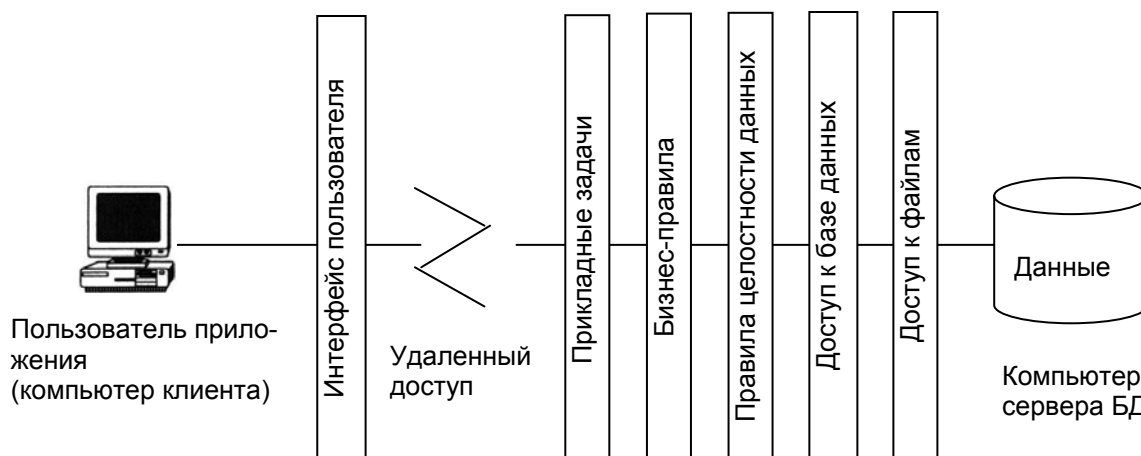 Пользователь прило-
жения
(компьютер клиента)
Интерфейс пользователя
Удаленный
доступ
Прикладные задачи
Бизнес-правила
Правила целостности данных
Доступ к базе данных
Доступ к файлам
Данные
Компьютер
сервера БД